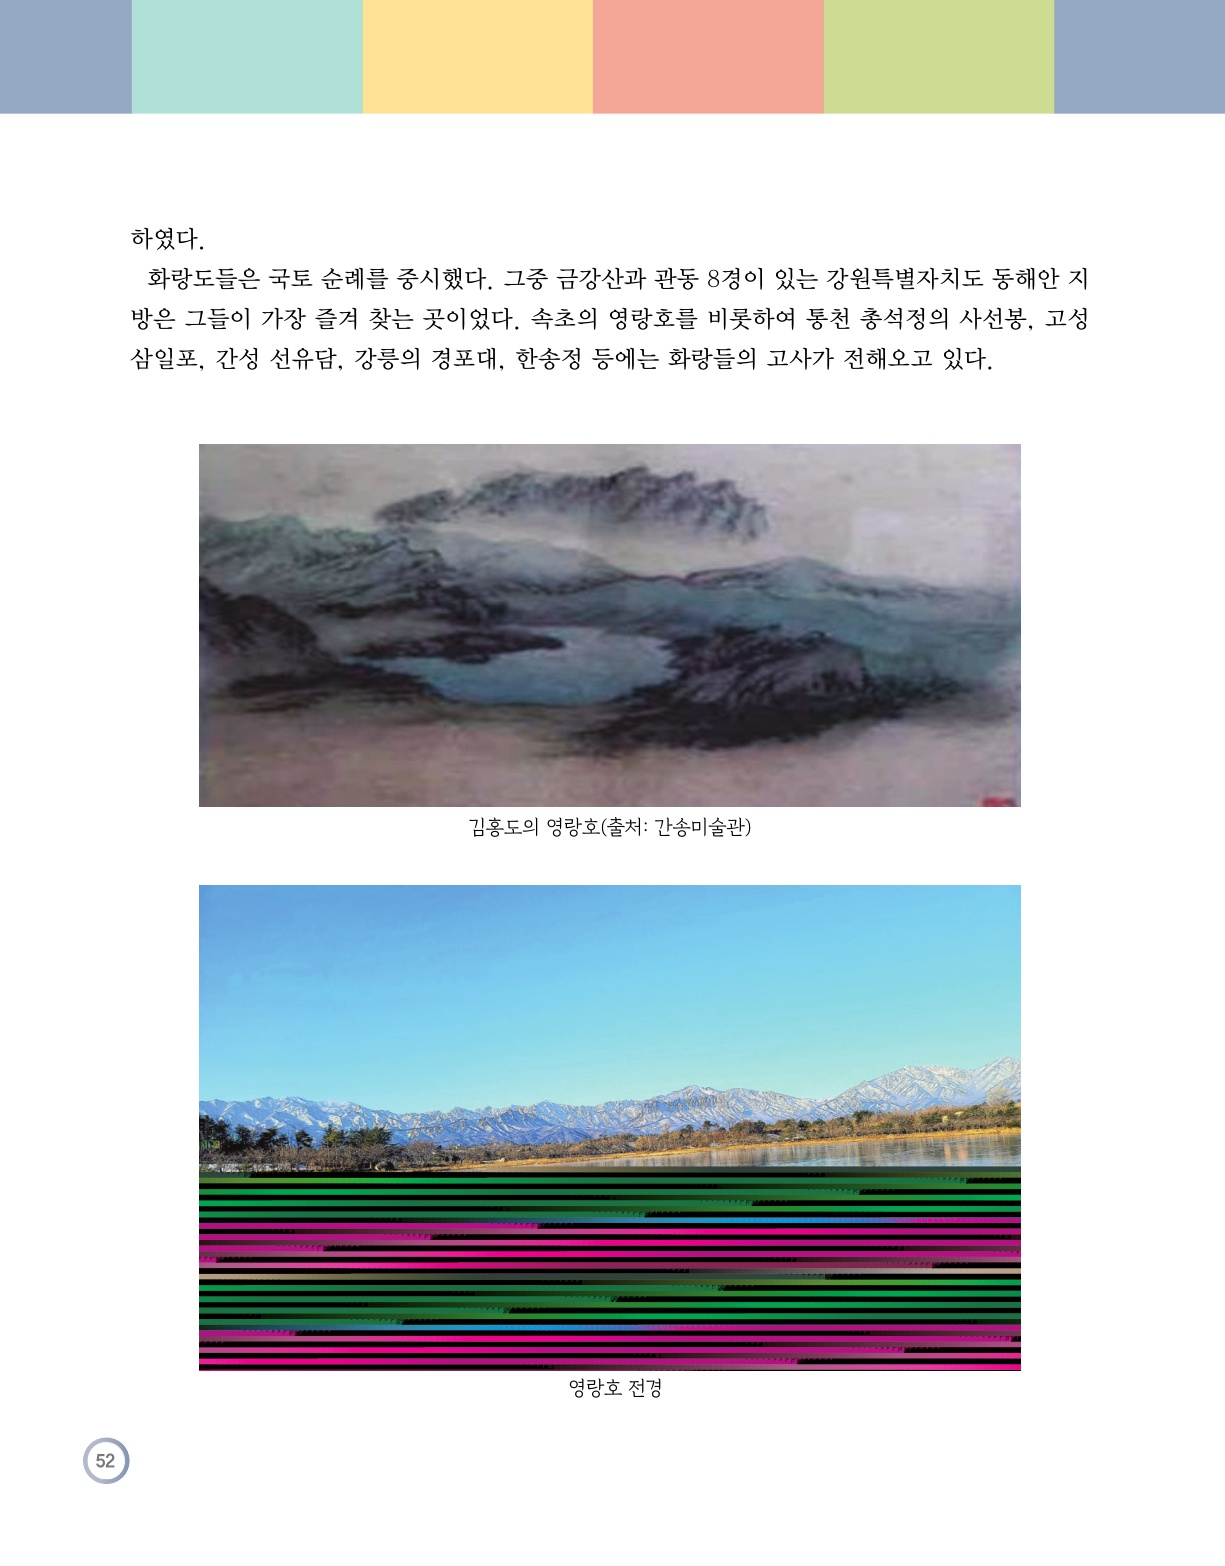 하였다.
화랑도들은 국토 순례를 중시했다. 그중 금강산과 관동 8경이 있는 강원특별자치도 동해안 지
방은 그들이 가장 즐겨 찾는 곳이었다. 속초의 영랑호를 비롯하여 통천 총석정의 사선봉, 고성
삼일포, 간성 선유담, 강릉의 경포대, 한송정 등에는 화랑들의 고사가 전해오고 있다.
김홍도의 영랑호(출처: 간송미술관)
영랑호 전경
52